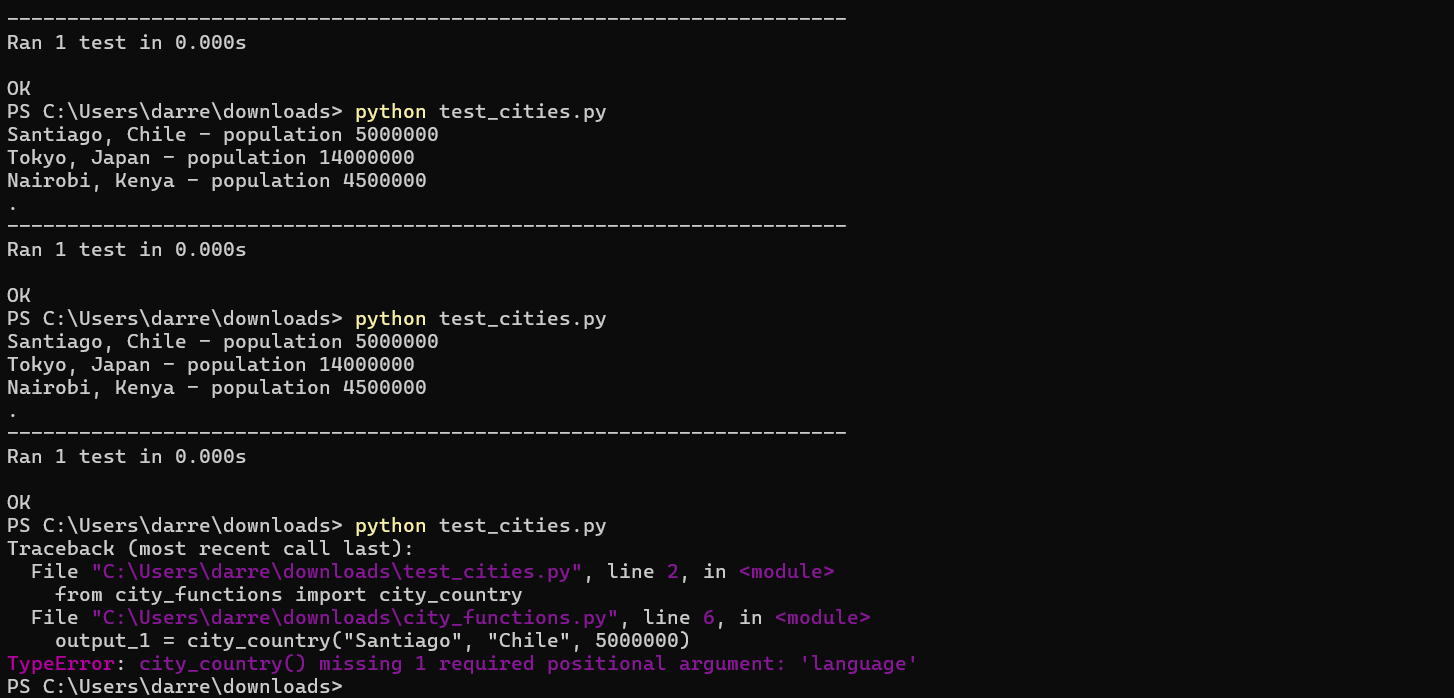 ----------------------------------------------------------------------
Ran 1 test in 0.000s
OK
PS C:\Users\darre\downloads> python test_cities.py
Santiago, Chile - population 5000000
Tokyo, Japan - population 14000000
Nairobi, Kenya - population 4500000
.
----------------------------------------------------------------------
Ran 1 test in 0.000s
OK
PS C:\Users\darre\downloads> python test_cities.py
Santiago, Chile - population 5000000
Tokyo, Japan - population 14000000
Nairobi, Kenya - population 4500000
.
----------------------------------------------------------------------
Ran 1 test in 0.000s
OK
PS C:\Users\darre\downloads> python test_cities.py
Traceback (most recent call last):
  File "C:\Users\darre\downloads\test_cities.py", line 2, in <module>
    from city_functions import city_country
  File "C:\Users\darre\downloads\city_functions.py", line 6, in <module>
    output_1 = city_country("Santiago", "Chile", 5000000)
TypeError: city_country() missing 1 required positional argument: 'language'
PS C:\Users\darre\downloads>